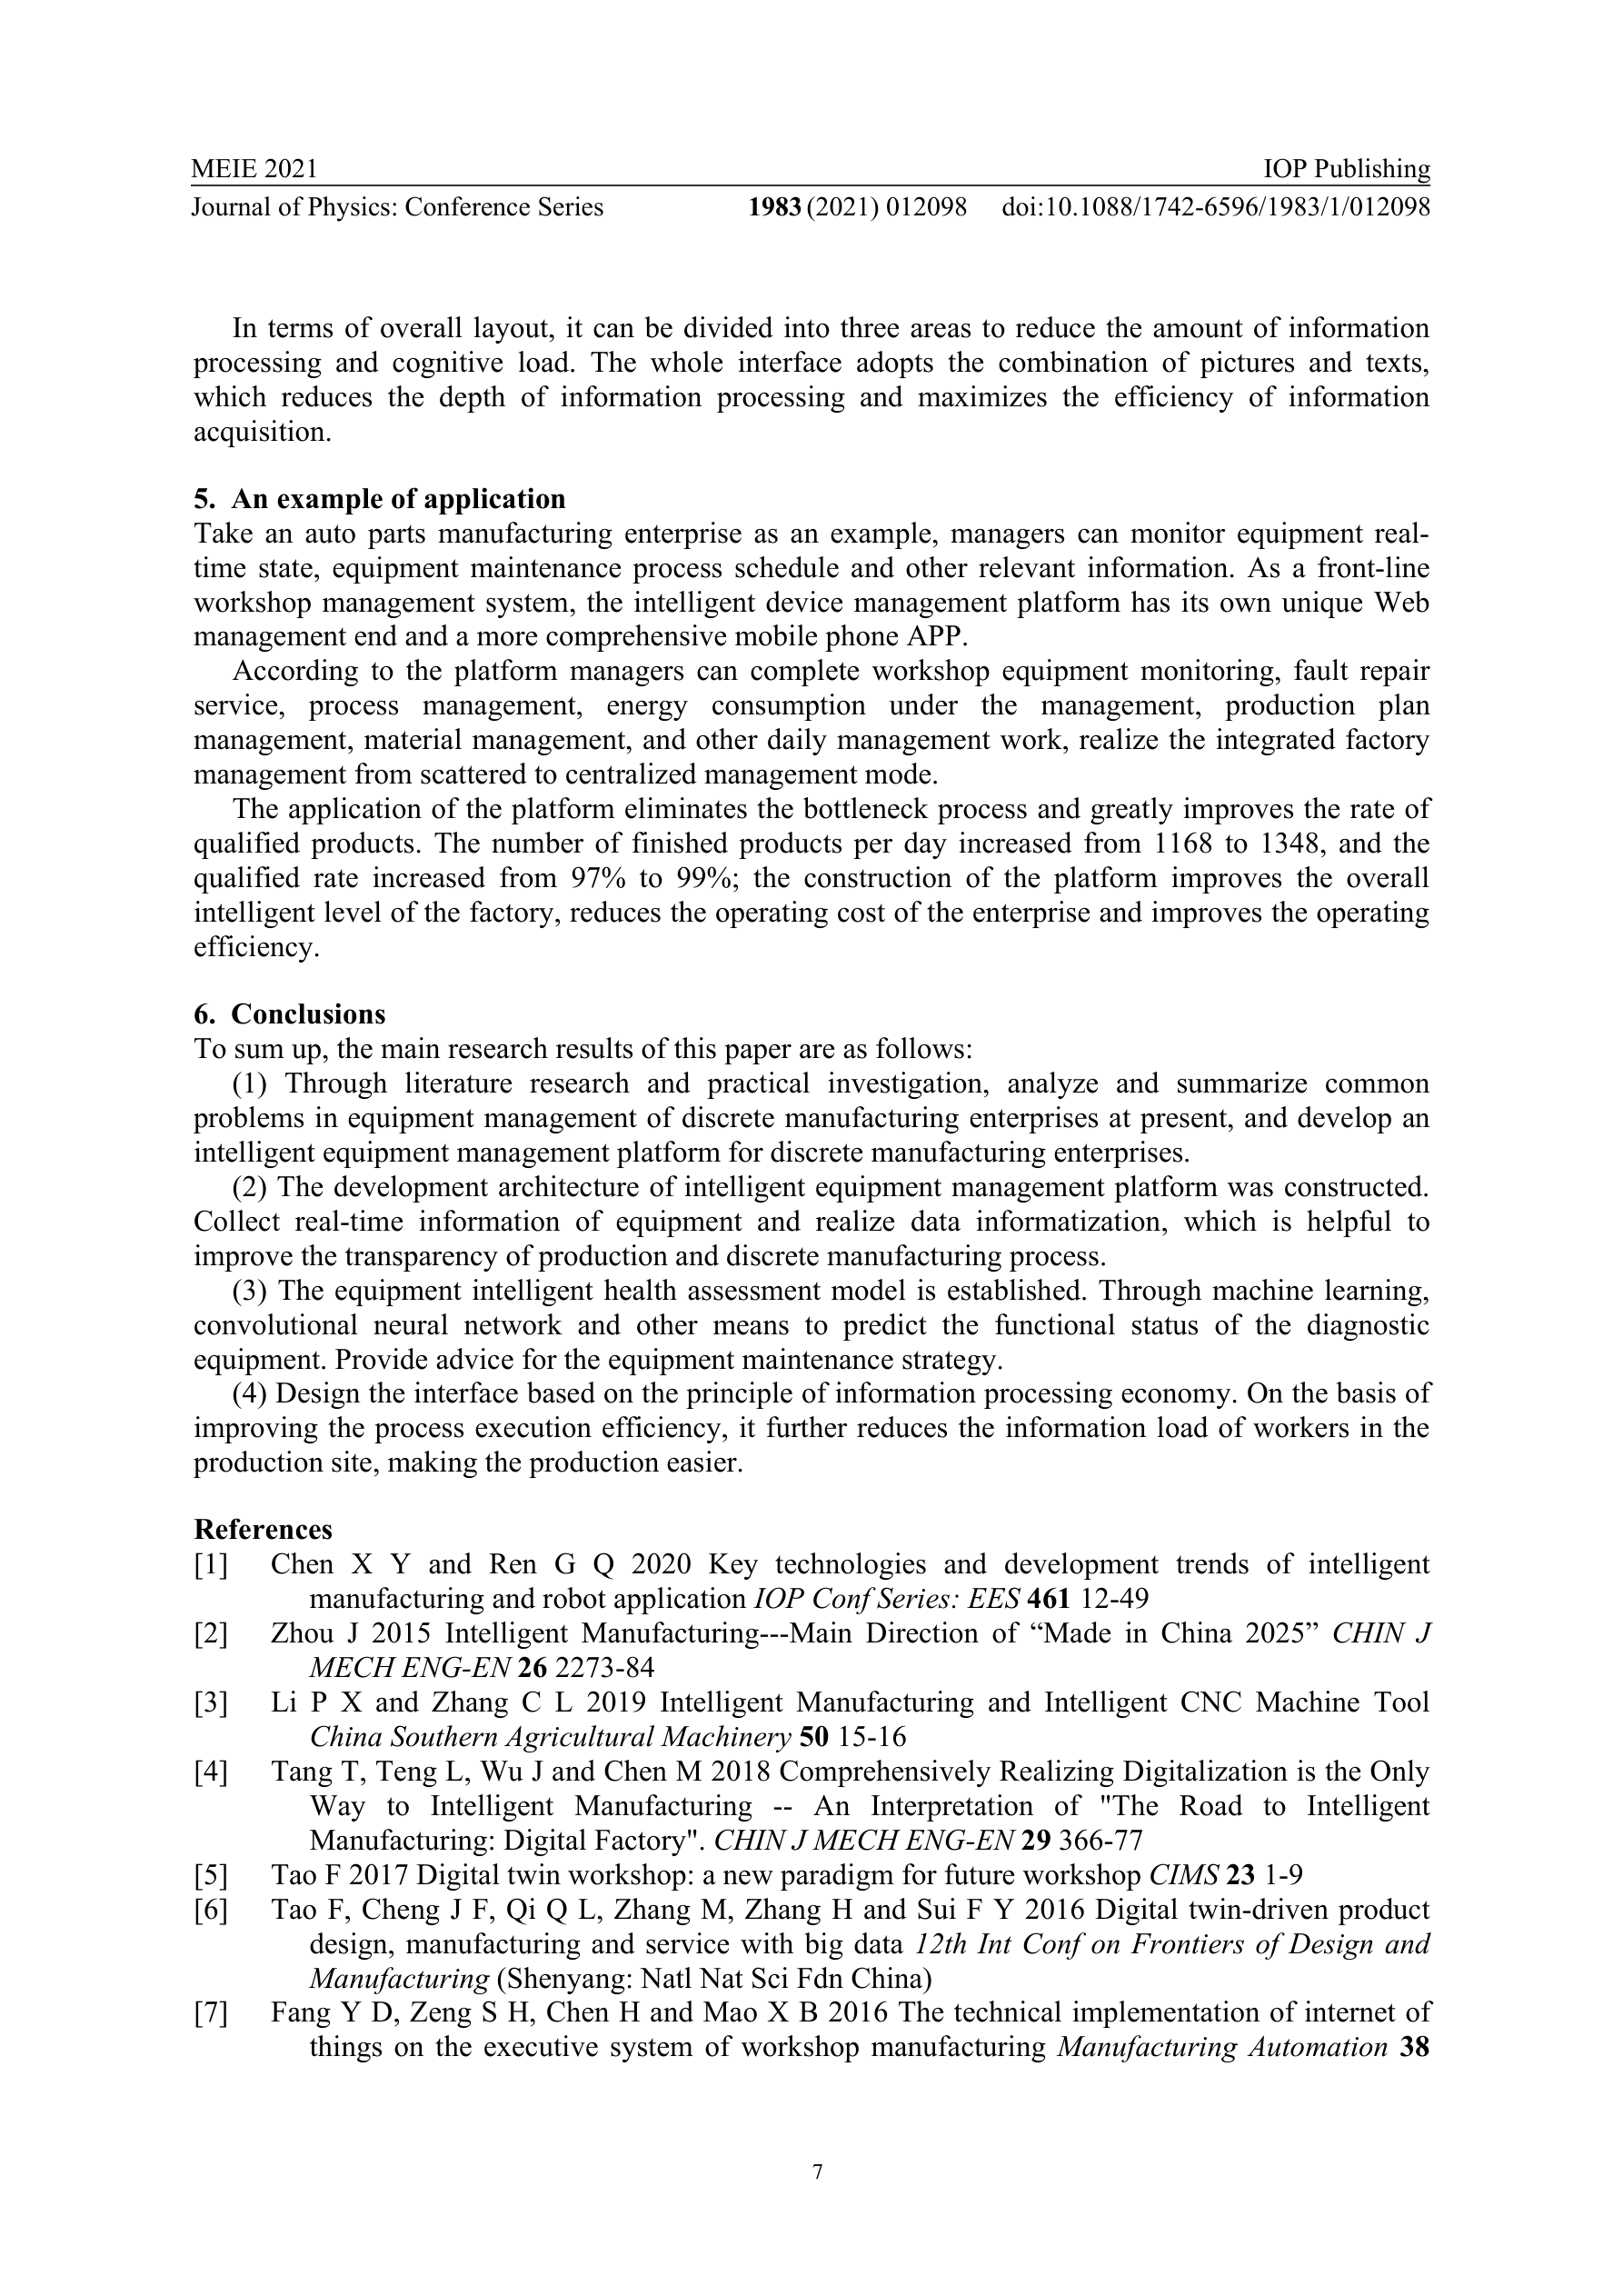 MEIE 2021
IOP Publishing
Journal of Physics: Conference Series
1983 (2021) 012098
doi:10.1088/1742-6596/1983/1/012098
In terms of overall layout, it can be divided into three areas to reduce the amount of information
processing and cognitive load. The whole interface adopts the combination of pictures and texts,
which reduces the depth of information processing and maximizes the efficiency of information
acquisition.
5. An example of application
Take an auto parts manufacturing enterprise as an example, managers can monitor equipment real-
time state, equipment maintenance process schedule and other relevant information. As a front-line
workshop management system, the intelligent device management platform has its own unique Web
management end and a more comprehensive mobile phone APP.
According to the platform managers can complete workshop equipment monitoring, fault repair
service, process management, energy consumption under the management, production plan
management, material management, and other daily management work, realize the integrated factory
management from scattered to centralized management mode.
The application of the platform eliminates the bottleneck process and greatly improves the rate of
qualified products. The number of finished products per day increased from 1168 to 1348, and the
qualified rate increased from 97% to 99%; the construction of the platform improves the overall
intelligent level of the factory, reduces the operating cost of the enterprise and improves the operating
efficiency.
6. Conclusions
To sum up, the main research results of this paper are as follows:
(1) Through literature research and practical investigation, analyze and summarize common
problems in equipment management of discrete manufacturing enterprises at present, and develop an
intelligent equipment management platform for discrete manufacturing enterprises.
(2) The development architecture of intelligent equipment management platform was constructed.
Collect real-time information of equipment and realize data informatization, which is helpful to
improve the transparency of production and discrete manufacturing process.
(3) The equipment intelligent health assessment model is established. Through machine learning,
convolutional neural network and other means to predict the functional status of the diagnostic
equipment. Provide advice for the equipment maintenance strategy.
(4) Design the interface based on the principle of information processing economy. On the basis of
improving the process execution efficiency, it further reduces the information load of workers in the
production site, making the production easier.
References
[1] Chen X Y and Ren G Q 2020 Key technologies and development trends of intelligent
manufacturing and robot application IOP Conf Series: EES 461 12-49
[2] Zhou J 2015 Intelligent Manufacturing---Main Direction of “Made in China 2025” CHIN J
MECH ENG-EN 26 2273-84
[3] Li P X and Zhang C L 2019 Intelligent Manufacturing and Intelligent CNC Machine Tool
China Southern Agricultural Machinery 50 15-16
[4] Tang T, Teng L, Wu J and Chen M 2018 Comprehensively Realizing Digitalization is the Only
Way to Intelligent Manufacturing -- An Interpretation of "The Road to Intelligent
Manufacturing: Digital Factory". CHIN J MECH ENG-EN 29 366-77
[5] Tao F 2017 Digital twin workshop: a new paradigm for future workshop CIMS 23 1-9
[6] Tao F, Cheng J F, Qi Q L, Zhang M, Zhang H and Sui F Y 2016 Digital twin-driven product
design, manufacturing and service with big data 12th Int Conf on Frontiers of Design and
Manufacturing (Shenyang: Natl Nat Sci Fdn China)
[7] Fang Y D, Zeng S H, Chen H and Mao X B 2016 The technical implementation of internet of
things on the executive system of workshop manufacturing Manufacturing Automation 38
7